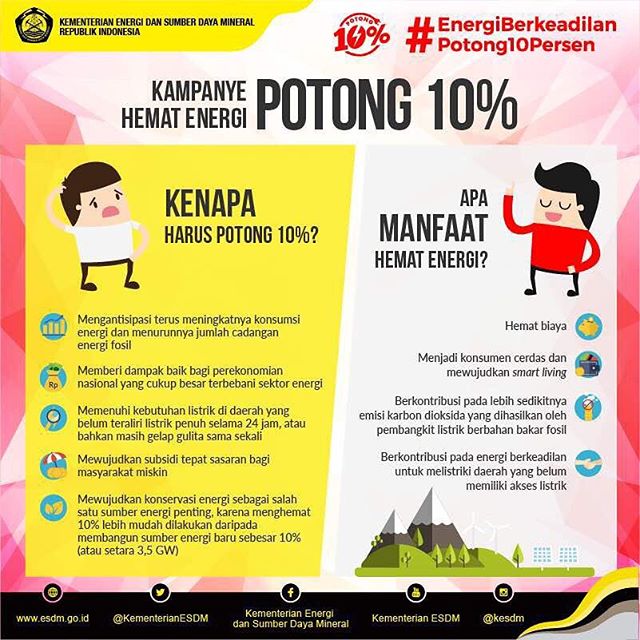 KEMENTERIAN ENERGI DAN SUMBER DAYA MINERAL
REPUBLIK INDONESIA
POTONG
10%
#EnergiBerkeadilan
Potong10Persen
KAMPANYE
HEMAT ENERGI
POTONG 10%
KENAPA
HARUS POTONG 10%?
Mengantisipasi terus meningkatnya konsumsi
energi dan menurunnya jumlah cadangan
energi fosil
Rp
Memberi dampak baik bagi perekonomian
nasional yang cukup besar terbebani sektor energi
Memenuhi kebutuhan listrik di daerah yang
belum teraliri listrik penuh selama 24 jam, atau
bahkan masih gelap gulita sama sekali
Mewujudkan subsidi tepat sasaran bagi
masyarakat miskin
Mewujudkan konservasi energi sebagai salah
satu sumber energi penting, karena menghemat
10% lebih mudah dilakukan daripada
membangun sumber energi baru sebesar 10%
(atau setara 3,5 GW)
APA
MANFAAT
HEMAT ENERGI?
Hemat biaya
Menjadi konsumen cerdas dan
mewujudkan smart living
Berkontribusi pada lebih sedikitnya
emisi karbon dioksida yang dihasilkan oleh
pembangkit listrik berbahan bakar fosil
Berkontribusi pada energi berkeadilan
untuk melistriki daerah yang belum
memiliki akses listrik
www.esdm.go.id
@KementerianESDM
Kementerian Energi
dan Sumber Daya Mineral
Kementerian ESDM
@kesdm